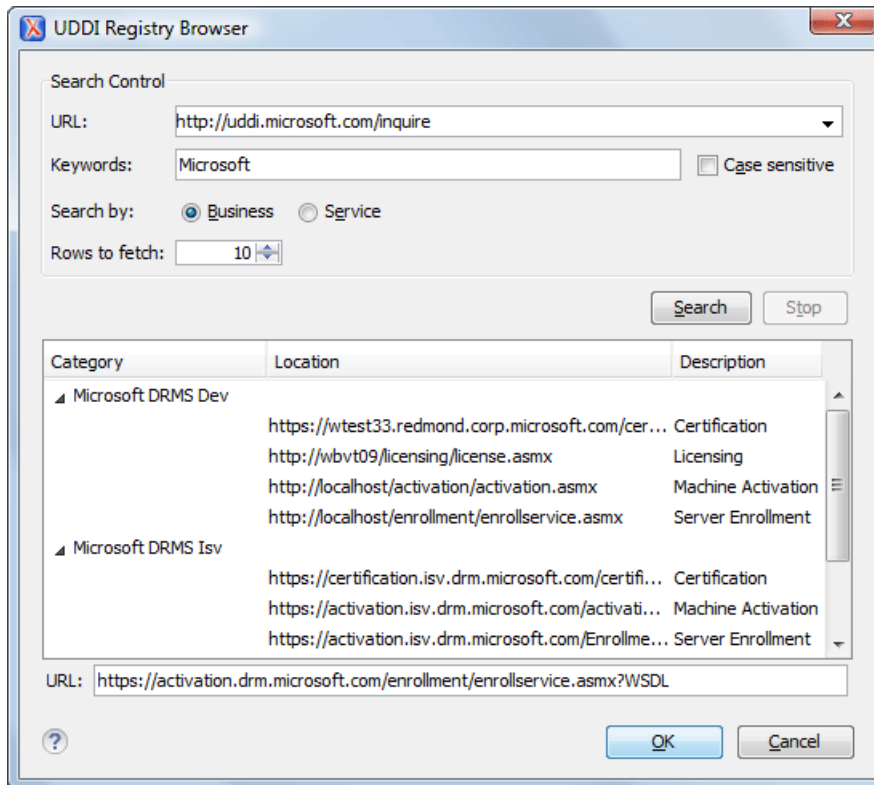 UDDI Registry Browser
Search Control
URL: http://uddi.microsoft.com/inquire
Keywords: Microsoft Case sensitive
Search by: Business Service
Rows to fetch: 10
Search Stop
Category Location Description
Microsoft DRMS Dev
https://wtest33.redmond.corp.microsoft.com/cer... Certification
http://wbvt09/licensing/license.asmx Licensing
http://localhost/activation/activation.asmx Machine Activation
http://localhost/enrollment/enrollservice.asmx Server Enrollment
Microsoft DRMS Isv
https://certification.isv.drm.microsoft.com/certifi... Certification
https://activation.isv.drm.microsoft.com/activati... Machine Activation
https://activation.isv.drm.microsoft.com/Enrollme... Server Enrollment
URL: https://activation.drm.microsoft.com/enrollment/enrollservice.asmx?WSDL
? OK Cancel